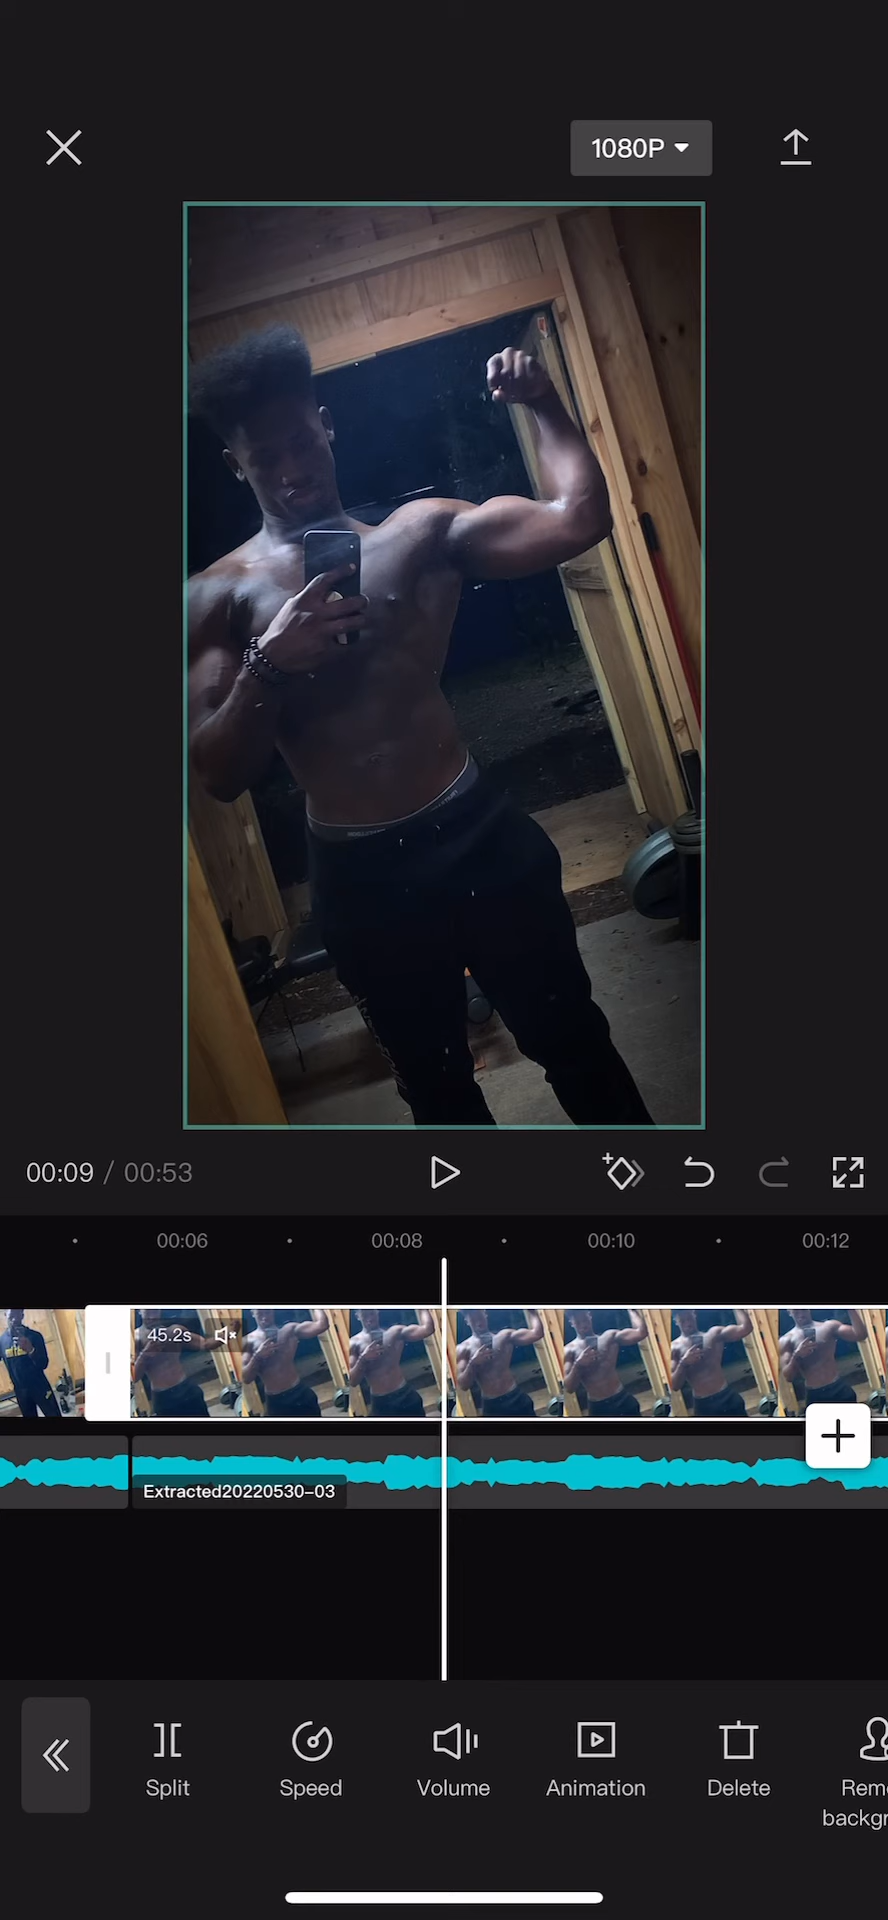 1080P
00:09 / 00:53
00:06 00:08 00:10 00:12
45.2s
Extracted20220530-03
Split Speed Volume Animation Delete Remo
backgr